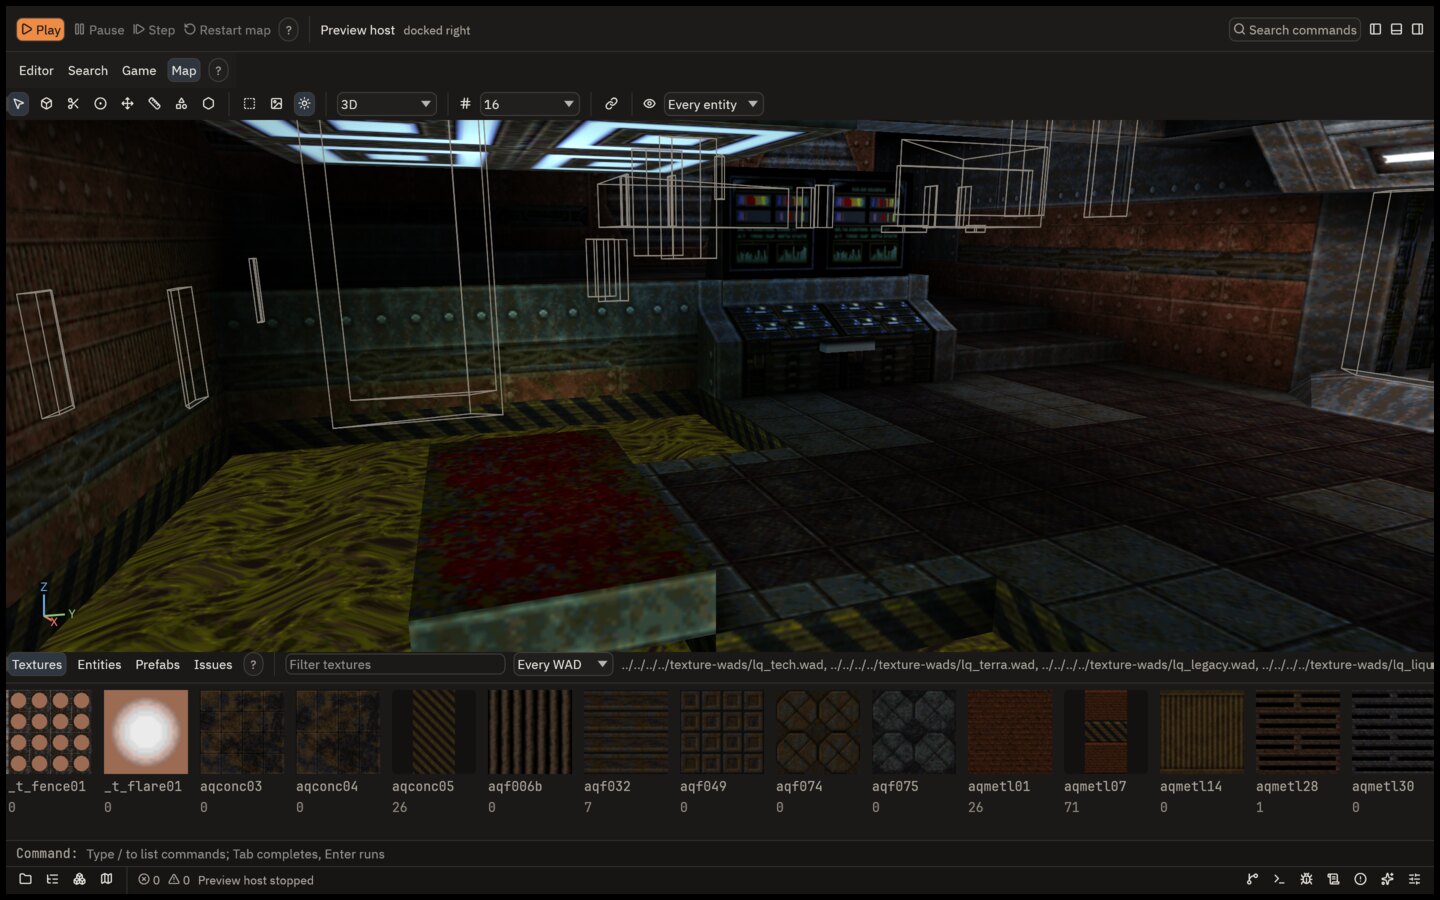 Play Pause Step Restart map ? Preview host docked right Search commands
Editor Search Game Map ?
3D # 16 Every entity
Z
Y
X
Textures Entities Prefabs Issues ? Filter textures Every WAD ../../../../texture-wads/lq_tech.wad, ../../../../texture-wads/lq_terra.wad, ../../../../texture-wads/lq_legacy.wad, ../../../../texture-wads/lq_liqu
_t_fence01 _t_flare01 aqconc03 aqconc04 aqconc05 aqf006b aqf032 aqf049 aqf074 aqf075 aqmetl01 aqmetl07 aqmetl14 aqmetl28 aqmetl30
0 0 0 0 26 0 7 0 0 0 26 71 0 1 0
Command: Type / to list commands; Tab completes, Enter runs
0 0 Preview host stopped